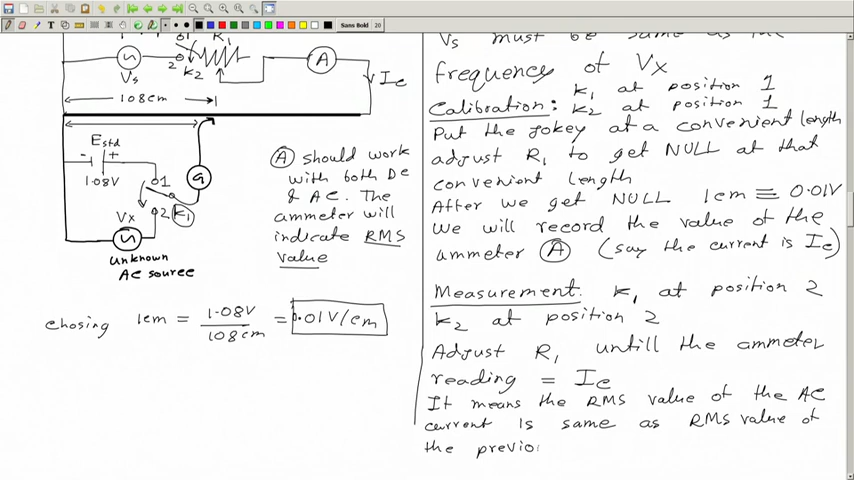 Sans Bold 20
1
2
K2
R1
Vs
A
Ic
108cm
Estd
- +
1.08V
1
G
Vx
2 K1
unknown
AC source
A should work
with both DC
& AC. The
ammeter will
indicate RMS
value
chosing 1cm = 1.08V / 108cm = 0.01V/cm
Vs must be same as
frequency of Vx
K1 at position 1
Calibration: K2 at position 1
Put the jokey at a convenient length
adjust R1 to get NULL at that
convenient length
After we get NULL 1cm ≡ 0.01V
We will record the value of the
ammeter A (say the current is Ic)
Measurement: K1 at position 2
K2 at position 2
Adjust R1 untill the ammeter
reading = Ic
It means the RMS value of the AC
current is same as RMS value of
the previo